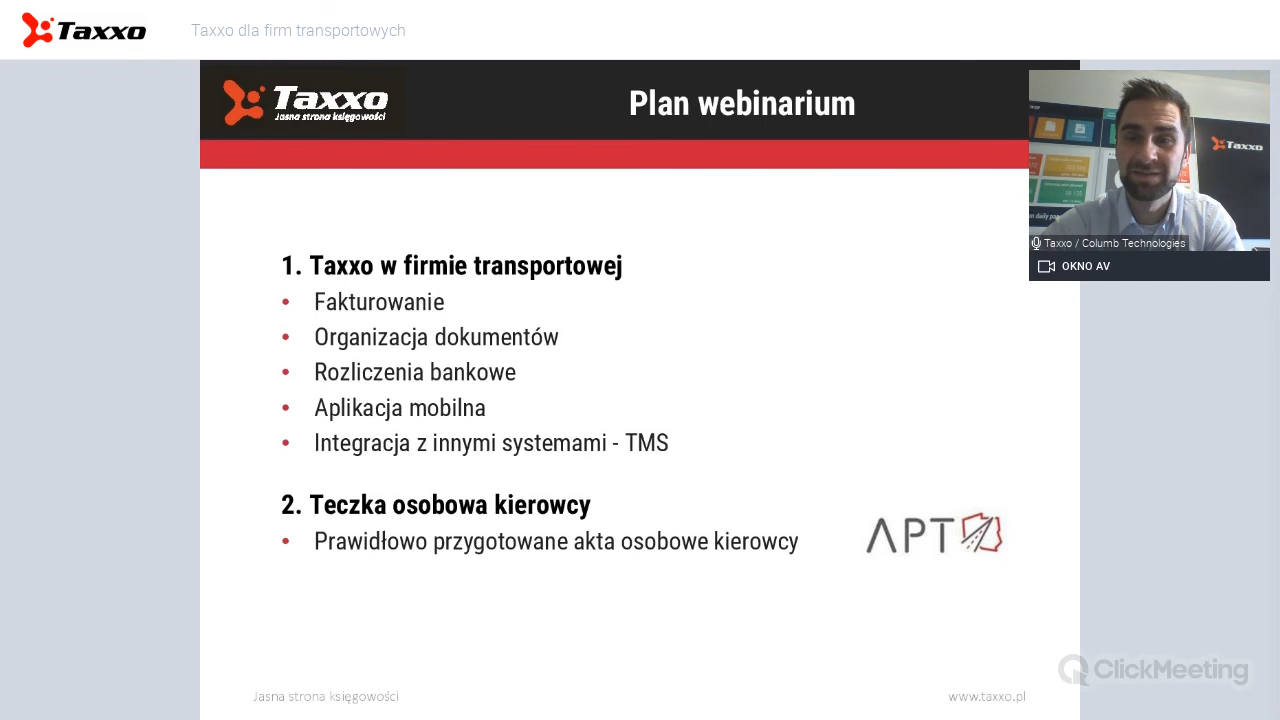 Taxxo
Taxxo dla firm transportowych
Taxxo
Jasna strona księgowości
Plan webinarium
Taxxo
Taxxo / Columb Technologies
OKNO AV
1. Taxxo w firmie transportowej
• Fakturowanie
• Organizacja dokumentów
• Rozliczenia bankowe
• Aplikacja mobilna
• Integracja z innymi systemami - TMS
2. Teczka osobowa kierowcy
• Prawidłowo przygotowane akta osobowe kierowcy
APT
ClickMeeting
Jasna strona księgowości
www.taxxo.pl